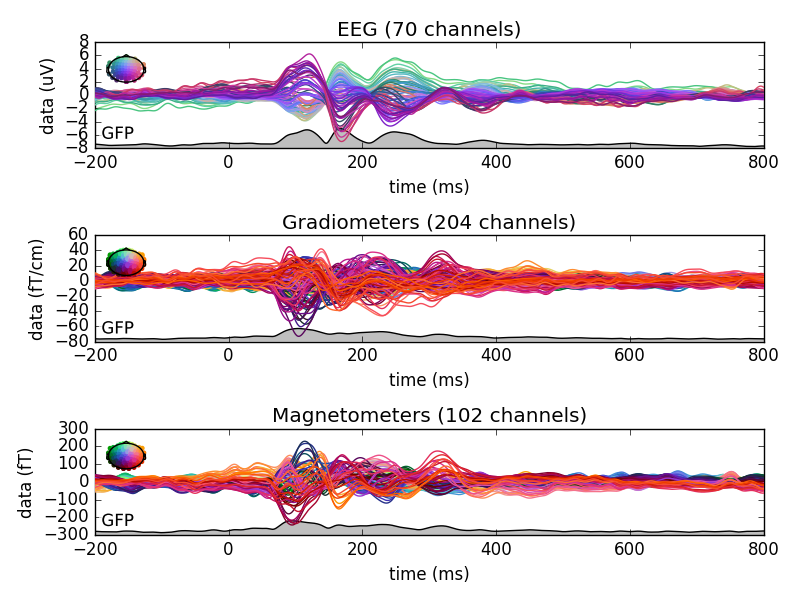 EEG (70 channels)
data (uV)
8
6
4
2
0
−2
−4
−6
−8
GFP
−200 0 200 400 600 800
time (ms)
Gradiometers (204 channels)
data (fT/cm)
60
40
20
0
−20
−40
−60
−80
GFP
−200 0 200 400 600 800
time (ms)
Magnetometers (102 channels)
data (fT)
300
200
100
0
−100
−200
−300
GFP
−200 0 200 400 600 800
time (ms)